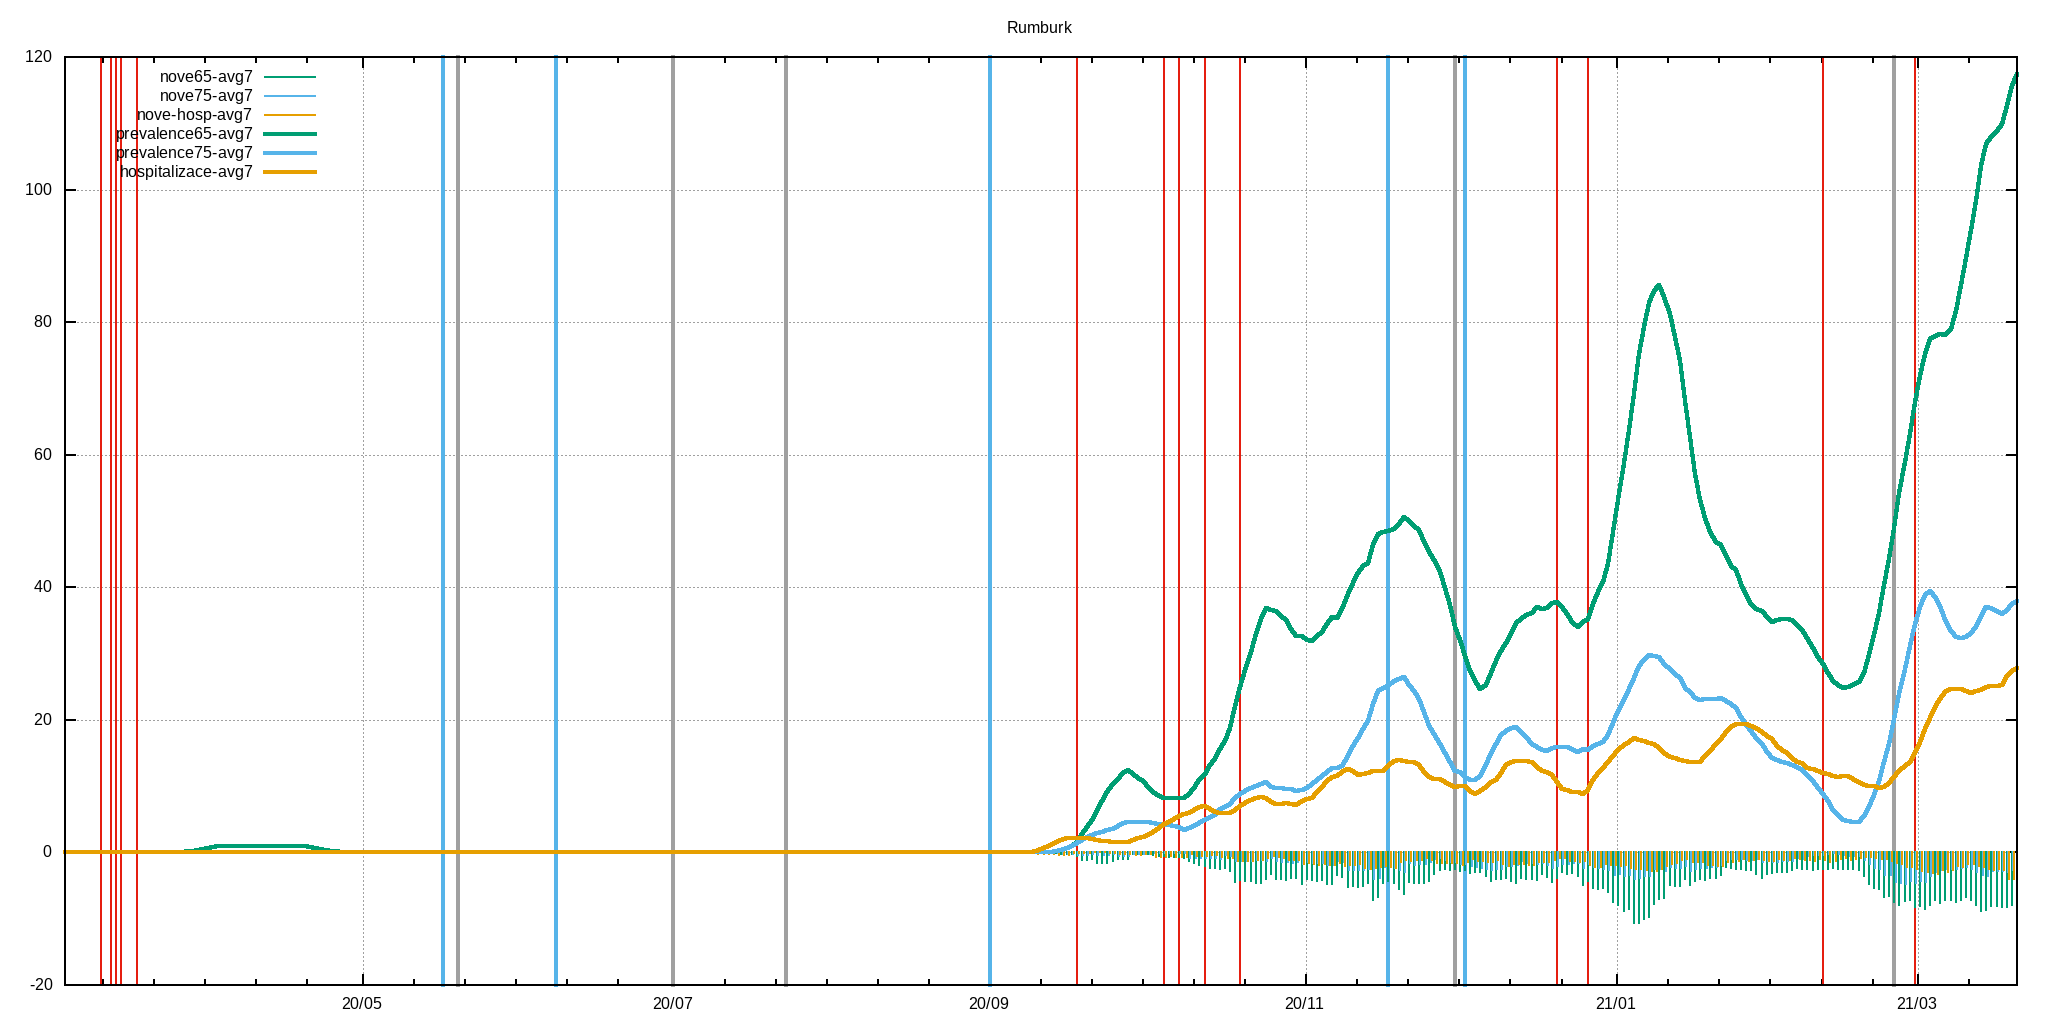 Rumburk
120
nove65-avg7
nove75-avg7
nove-hosp-avg7
prevalence65-avg7
prevalence75-avg7
hospitalizace-avg7
100
80
60
40
20
0
-20
20/05 20/07 20/09 20/11 21/01 21/03